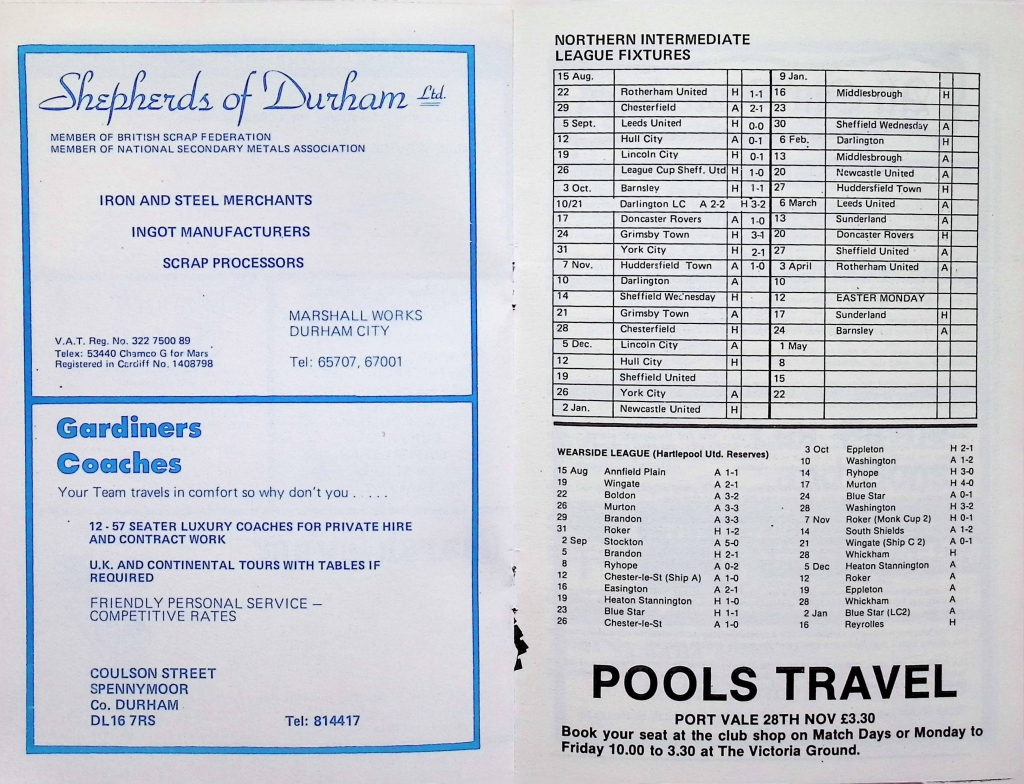 Shepherds of Durham Ltd.
MEMBER OF BRITISH SCRAP FEDERATION
MEMBER OF NATIONAL SECONDARY METALS ASSOCIATION
IRON AND STEEL MERCHANTS
INGOT MANUFACTURERS
SCRAP PROCESSORS
MARSHALL WORKS
DURHAM CITY
V.A.T. Reg. No. 322 7500 89
Telex: 53440 Chamco G for Mars
Registered in Cardiff No. 1408798
Tel: 65707, 67001
Gardiners
Coaches
Your Team travels in comfort so why don't you . . . . .
12 - 57 SEATER LUXURY COACHES FOR PRIVATE HIRE
AND CONTRACT WORK
U.K. AND CONTINENTAL TOURS WITH TABLES IF
REQUIRED
FRIENDLY PERSONAL SERVICE –
COMPETITIVE RATES
COULSON STREET
SPENNYMOOR
Co. DURHAM
DL16 7RS
Tel: 814417
NORTHERN INTERMEDIATE
LEAGUE FIXTURES
15 Aug.
22 Rotherham United H 1-1
29 Chesterfield A 2-1
5 Sept. Leeds United H 0-0
12 Hull City A 0-1
19 Lincoln City H 0-1
26 League Cup Sheff. Utd H 1-0
3 Oct. Barnsley H 1-1
10/21 Darlington LC A 2-2 H 3-2
17 Doncaster Rovers A 1-0
24 Grimsby Town H 3-1
31 York City H 2-1
7 Nov. Huddersfield Town A 1-0
10 Darlington A
14 Sheffield Wednesday H
21 Grimsby Town A
28 Chesterfield H
5 Dec. Lincoln City A
12 Hull City H
19 Sheffield United
26 York City A
2 Jan. Newcastle United H
9 Jan.
16 Middlesbrough H
23
30 Sheffield Wednesday A
6 Feb. Darlington H
13 Middlesbrough A
20 Newcastle United A
27 Huddersfield Town H
6 March Leeds United A
13 Sunderland A
20 Doncaster Rovers H
27 Sheffield United A
3 April Rotherham United A
10
12 EASTER MONDAY
17 Sunderland H
24 Barnsley A
1 May
8
15
22
WEARSIDE LEAGUE (Hartlepool Utd. Reserves)
15 Aug Annfield Plain A 1-1
19 Wingate A 2-1
22 Boldon A 3-2
26 Murton A 3-3
29 Brandon A 3-3
31 Roker H 1-2
2 Sep Stockton A 5-0
5 Brandon H 2-1
8 Ryhope A 0-2
12 Chester-le-St (Ship A) A 1-0
16 Easington A 2-1
19 Heaton Stannington H 1-0
23 Blue Star H 1-1
26 Chester-le-St A 1-0
3 Oct Eppleton H 2-1
10 Washington A 1-2
14 Ryhope H 3-0
17 Murton H 4-0
24 Blue Star A 0-1
28 Washington H 3-2
7 Nov Roker (Monk Cup 2) H 0-1
14 South Shields A 1-2
21 Wingate (Ship C 2) A 0-1
28 Whickham H
5 Dec Heaton Stannington A
12 Roker A
19 Eppleton A
28 Whickham A
2 Jan Blue Star (LC2) A
16 Reyrolles H
POOLS TRAVEL
PORT VALE 28TH NOV £3.30
Book your seat at the club shop on Match Days or Monday to
Friday 10.00 to 3.30 at The Victoria Ground.